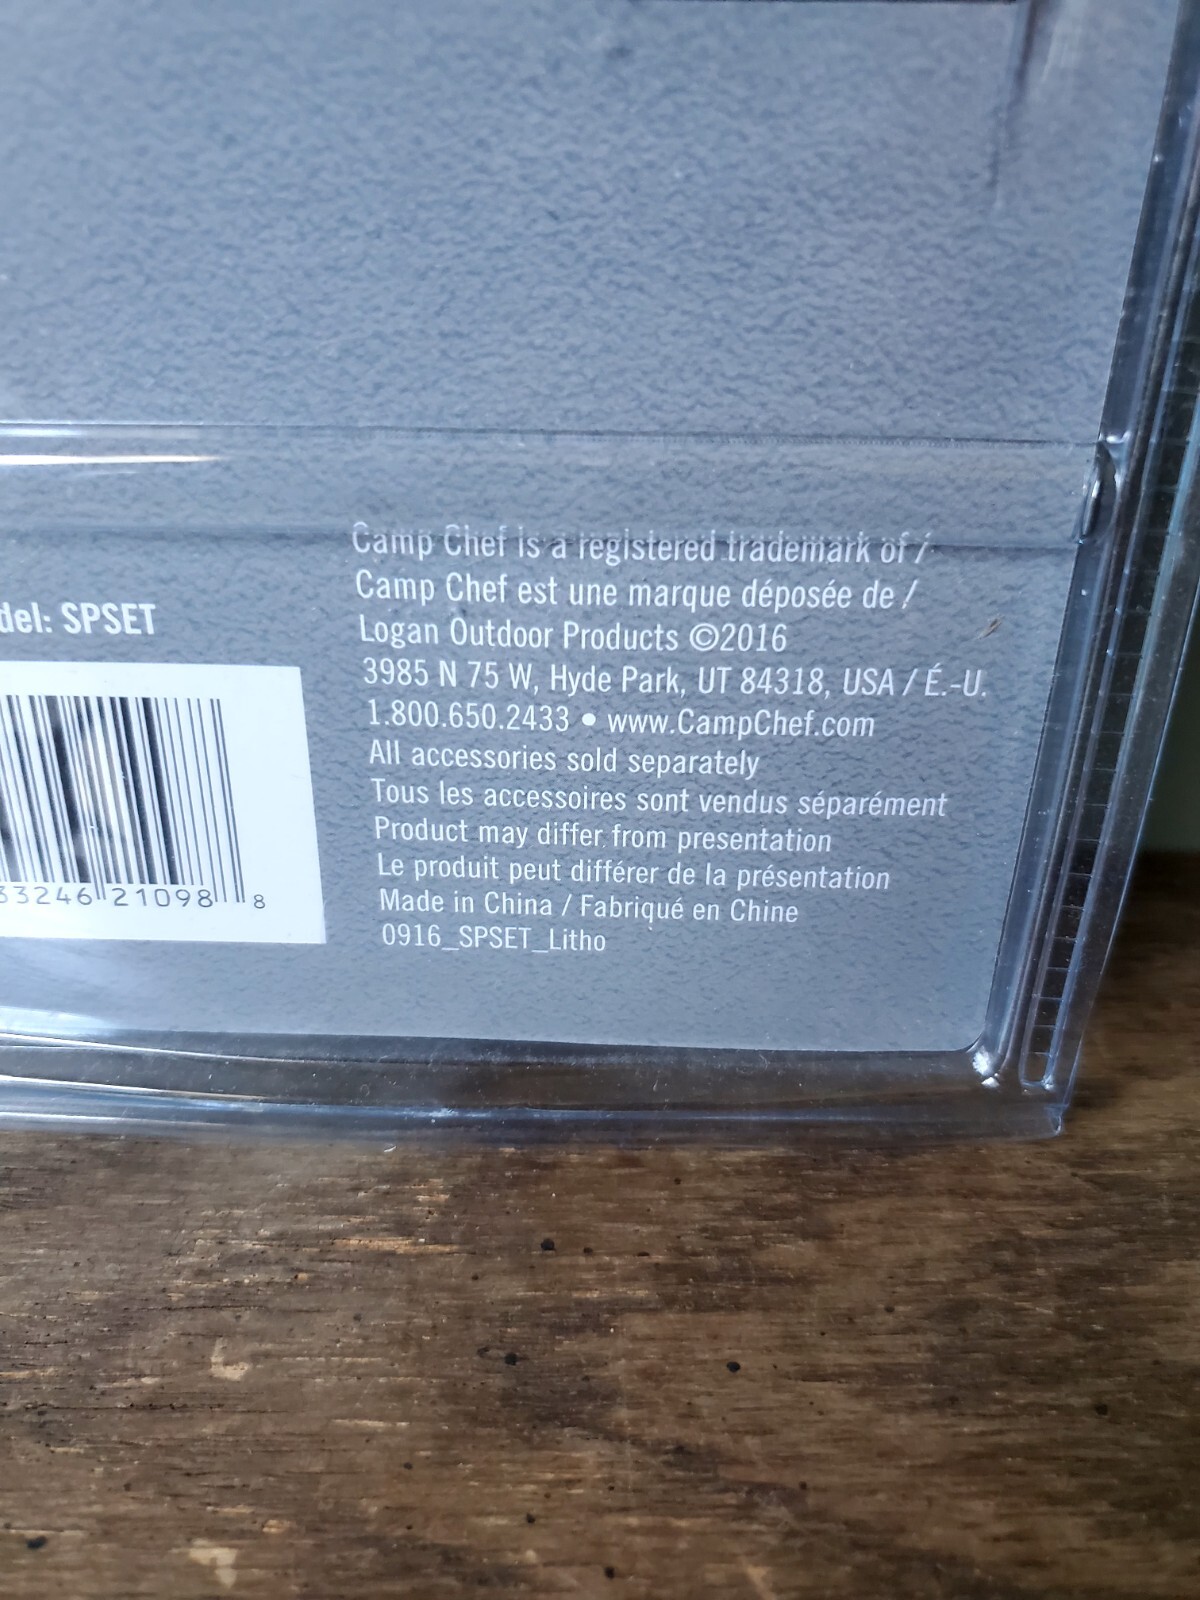 Camp Chef is a registered trademark of /
Camp Chef est une marque déposée de /
Logan Outdoor Products ©2016
3985 N 75 W, Hyde Park, UT 84318, USA / É.-U.
1.800.650.2433 • www.CampChef.com
All accessories sold separately
Tous les accessoires sont vendus séparément
Product may differ from presentation
Le produit peut différer de la présentation
Made in China / Fabriqué en Chine
0916_SPSET_Litho
del: SPSET
33246 21098 8